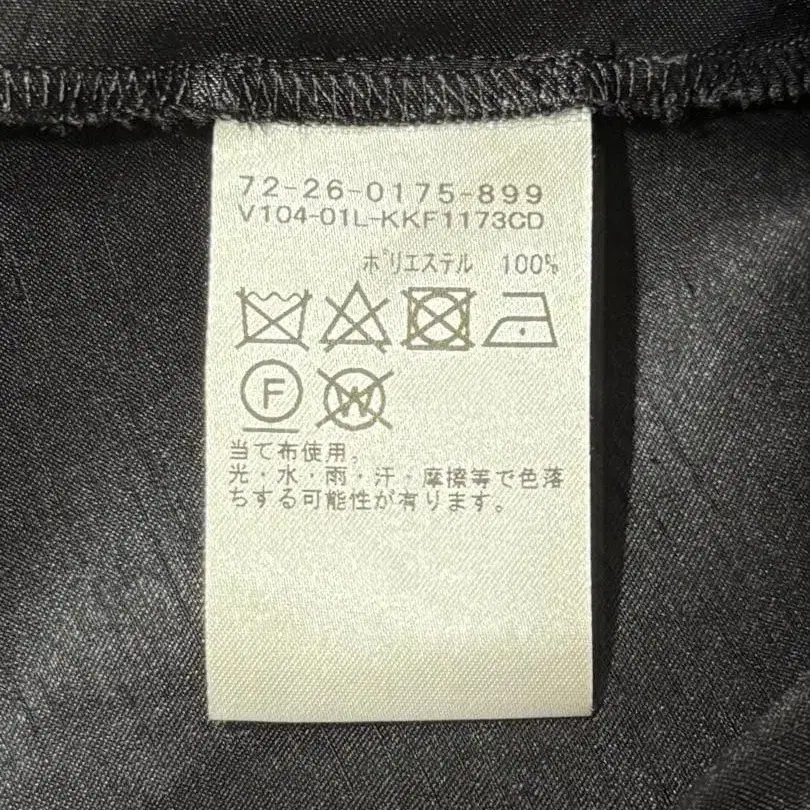 72-26-0175-899
V104-01L-KKF1173CD
ﾎﾟﾘｴｽﾃﾙ 100%
F W
当て布使用。
光・水・雨・汗・摩擦等で色落
ちする可能性が有ります。